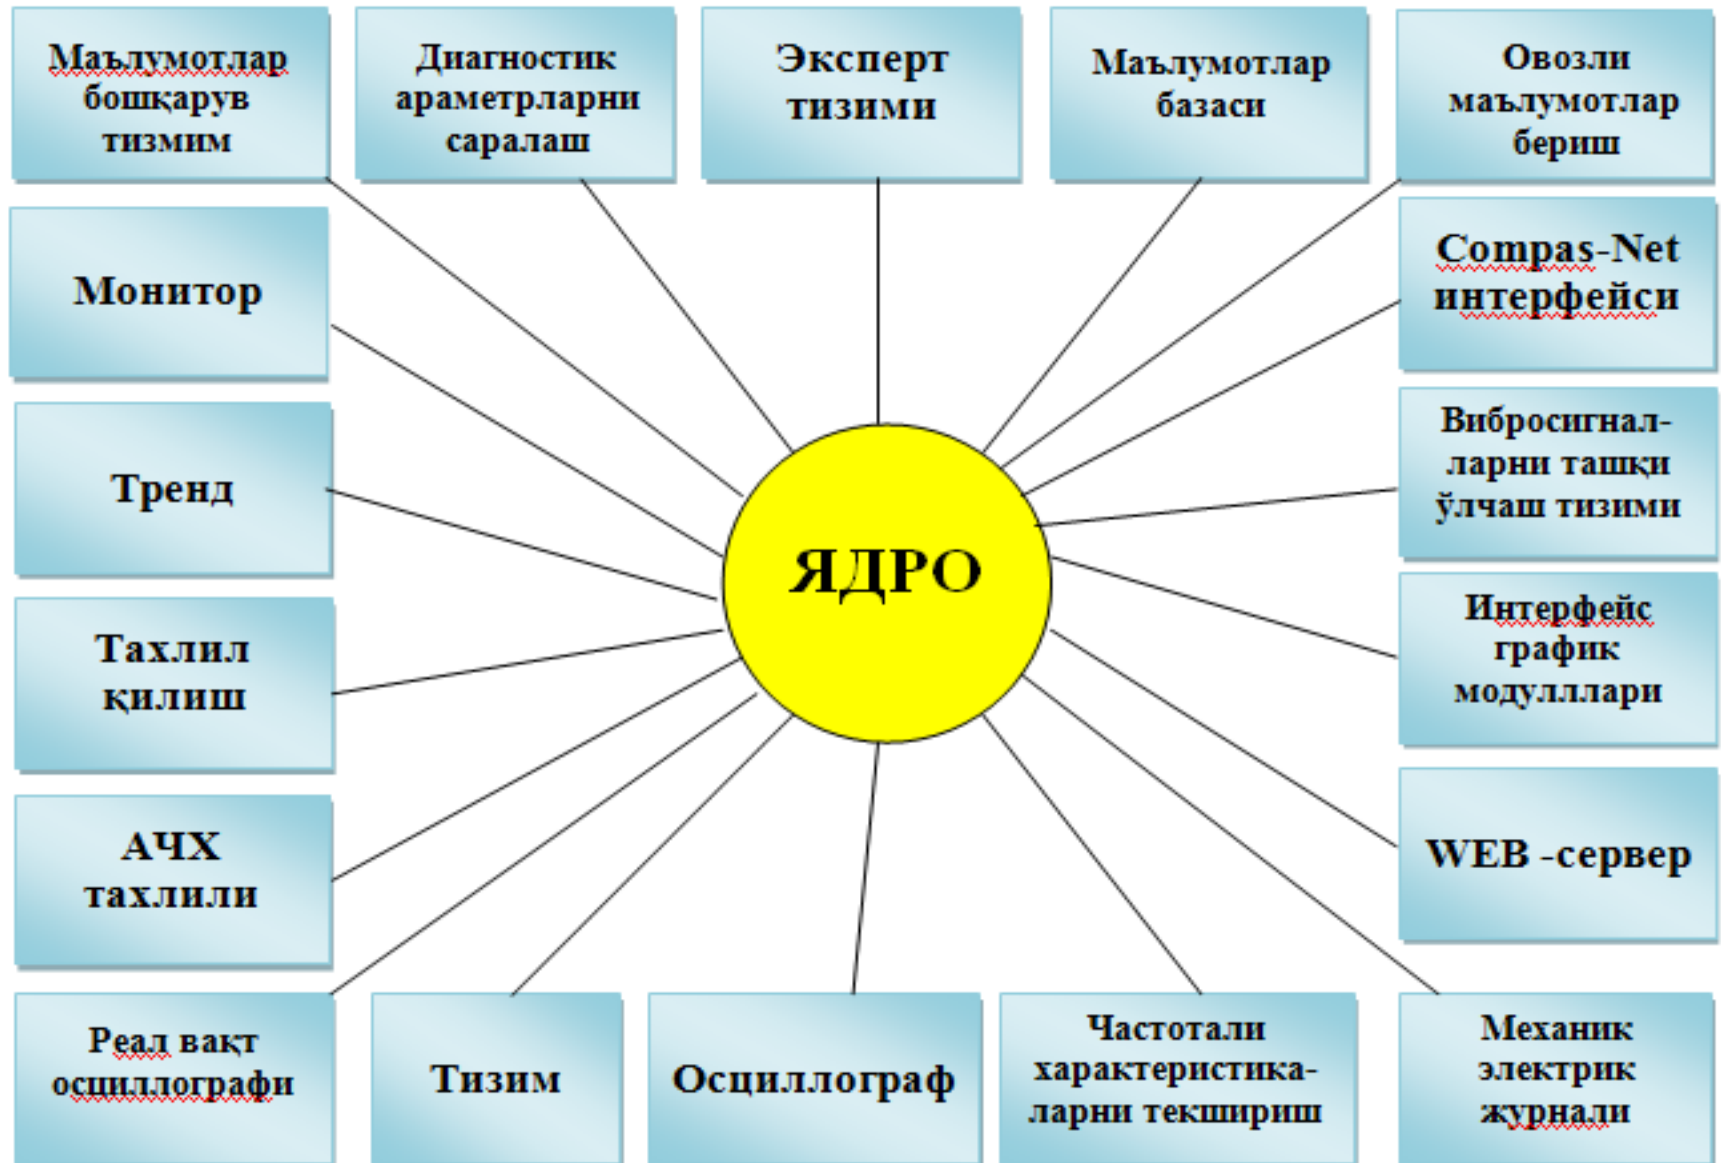 Маълумотлар
бошқарув
тизмим
Диагностик
араметрларни
саралаш
Эксперт
тизими
Маълумотлар
базаси
Овозли
маълумотлар
бериш
Монитор
Compas-Net
интерфейси
Тренд
Вибросигнал-
ларни ташқи
ўлчаш тизими
ЯДРО
Тахлил
қилиш
Интерфейс
график
модулллари
АЧХ
тахлили
WEB -сервер
Реал вақт
осциллографи
Тизим
Осциллограф
Частотали
характеристика-
ларни текшириш
Механик
электрик
журнали